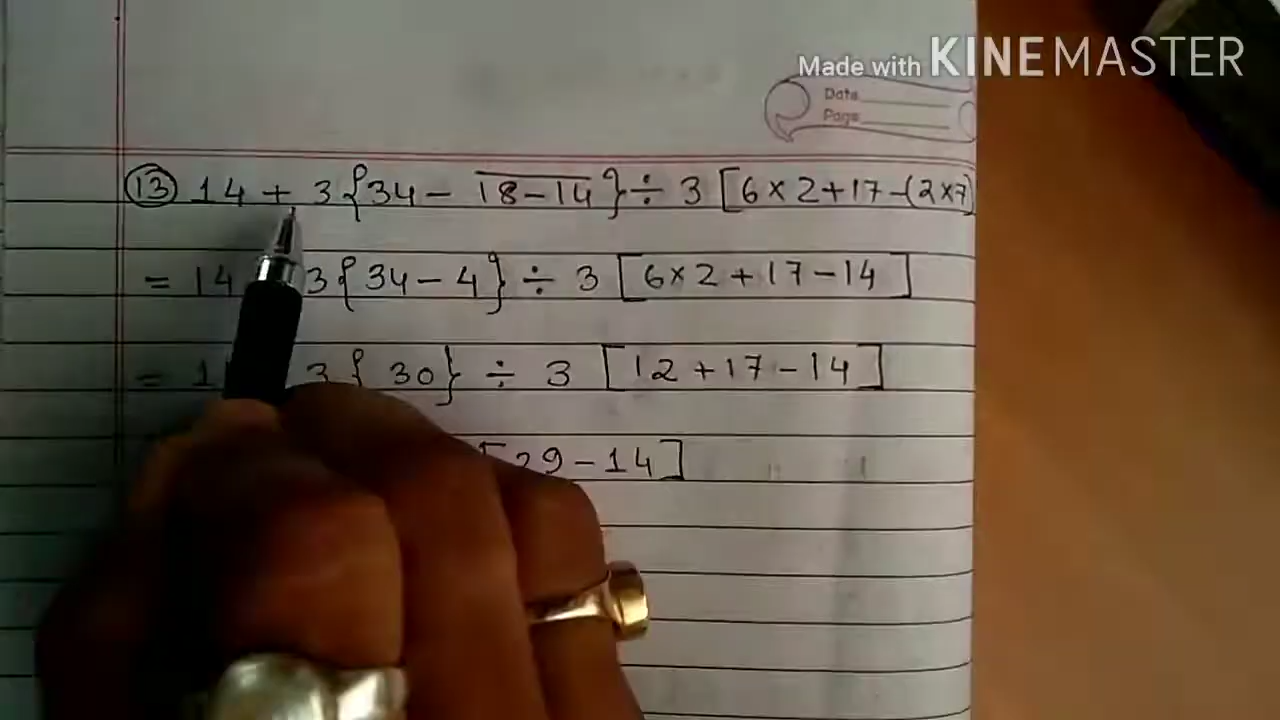 Made with KINEMASTER
Date
Page
(13) 14 + 3{34 - \overline{18-14}} ÷ 3 [6×2+17-(2×7)
= 14 3{34-4} ÷ 3 [6×2+17-14]
= 3{30} ÷ 3 [12+17-14]
[29-14]